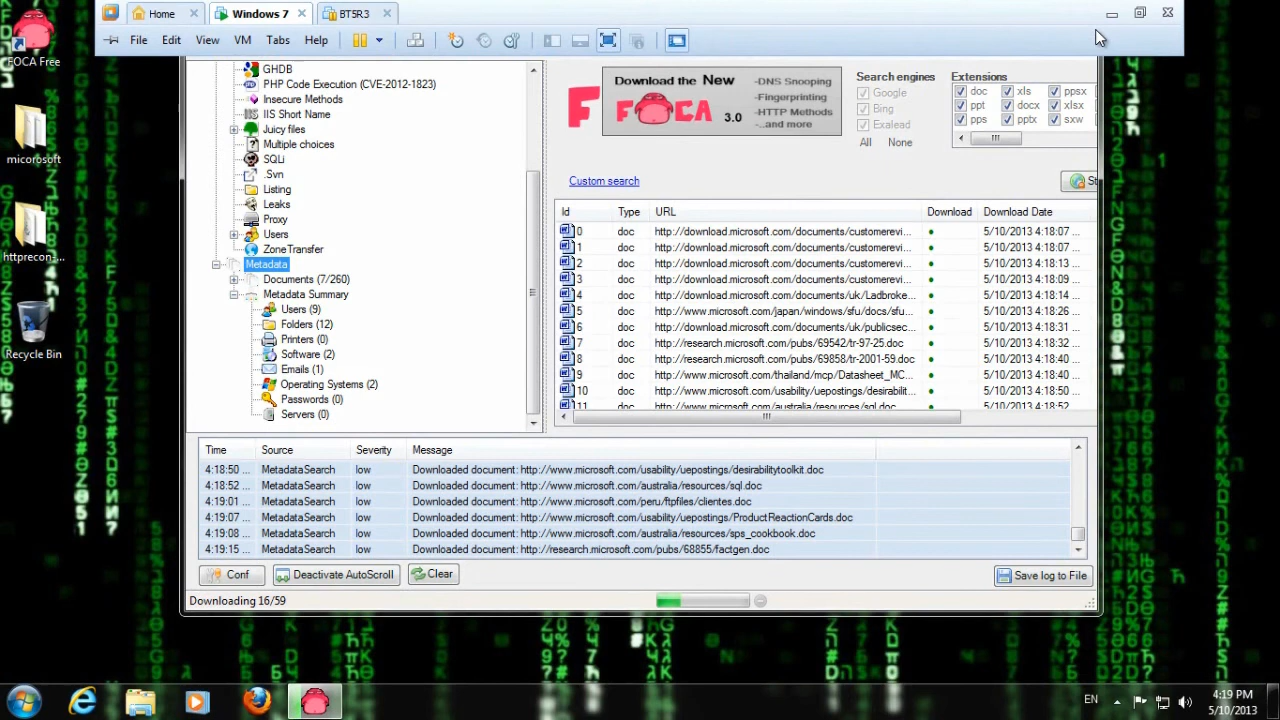 Home
Windows 7
BT5R3
File Edit View VM Tabs Help
FOCA Free
micorosoft
httprecon-...
Recycle Bin
GHDB
PHP Code Execution (CVE-2012-1823)
Insecure Methods
IIS Short Name
Juicy files
Multiple choices
SQLi
.Svn
Listing
Leaks
Proxy
Users
ZoneTransfer
Metadata
Documents (7/260)
Metadata Summary
Users (9)
Folders (12)
Printers (0)
Software (2)
Emails (1)
Operating Systems (2)
Passwords (0)
Servers (0)
Download the New
FOCA 3.0
-DNS Snooping
-Fingerprinting
-HTTP Methods
-...and more
Search engines
Google
Bing
Exalead
All None
Extensions
doc xls ppsx
ppt docx xlsx
pps pptx sxw
Custom search
St
Id Type URL Download Download Date
0 doc http://download.microsoft.com/documents/customerevi... 5/10/2013 4:18:07 ...
1 doc http://download.microsoft.com/documents/customerevi... 5/10/2013 4:18:07 ...
2 doc http://download.microsoft.com/documents/customerevi... 5/10/2013 4:18:13 ...
3 doc http://download.microsoft.com/documents/customerevi... 5/10/2013 4:18:09 ...
4 doc http://download.microsoft.com/documents/uk/Ladbroke... 5/10/2013 4:18:14 ...
5 doc http://www.microsoft.com/japan/windows/sfu/docs/sfu... 5/10/2013 4:18:26 ...
6 doc http://download.microsoft.com/documents/uk/publicsec... 5/10/2013 4:18:31 ...
7 doc http://research.microsoft.com/pubs/69542/tr-97-25.doc 5/10/2013 4:18:32 ...
8 doc http://research.microsoft.com/pubs/69858/tr-2001-59.doc 5/10/2013 4:18:40 ...
9 doc http://www.microsoft.com/thailand/mcp/Datasheet_MC... 5/10/2013 4:18:40 ...
10 doc http://www.microsoft.com/usability/uepostings/desirabilit... 5/10/2013 4:18:50 ...
11 doc http://www.microsoft.com/australia/resources/sql.doc 5/10/2013 4:18:52 ...
Time Source Severity Message
4:18:50 ... MetadataSearch low Downloaded document: http://www.microsoft.com/usability/uepostings/desirabilitytoolkit.doc
4:18:52 ... MetadataSearch low Downloaded document: http://www.microsoft.com/australia/resources/sql.doc
4:19:01 ... MetadataSearch low Downloaded document: http://www.microsoft.com/peru/ftpfiles/clientes.doc
4:19:07 ... MetadataSearch low Downloaded document: http://www.microsoft.com/usability/uepostings/ProductReactionCards.doc
4:19:08 ... MetadataSearch low Downloaded document: http://www.microsoft.com/australia/resources/sps_cookbook.doc
4:19:15 ... MetadataSearch low Downloaded document: http://research.microsoft.com/pubs/68855/factgen.doc
Conf
Deactivate AutoScroll
Clear
Save log to File
Downloading 16/59
EN
4:19 PM
5/10/2013